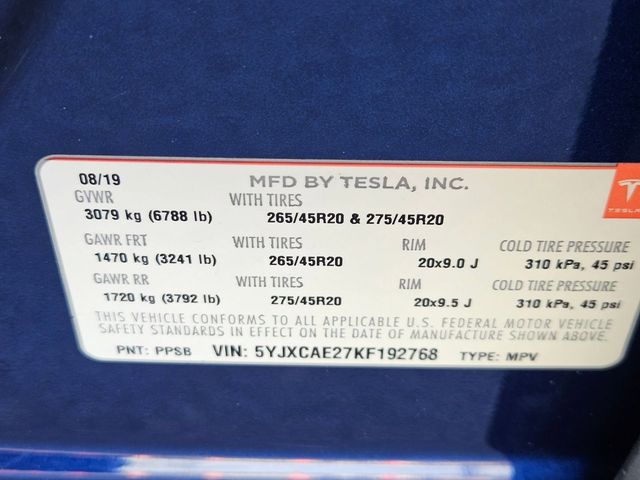 08/19 MFD BY TESLA, INC.
GVWR WITH TIRES
3079 kg (6788 lb) 265/45R20 & 275/45R20
GAWR FRT WITH TIRES RIM COLD TIRE PRESSURE
1470 kg (3241 lb) 265/45R20 20x9.0 J 310 kPa, 45 psi
GAWR RR WITH TIRES RIM COLD TIRE PRESSURE
1720 kg (3792 lb) 275/45R20 20x9.5 J 310 kPa, 45 psi
THIS VEHICLE CONFORMS TO ALL APPLICABLE U.S. FEDERAL MOTOR VEHICLE
SAFETY STANDARDS IN EFFECT ON THE DATE OF MANUFACTURE SHOWN ABOVE.
PNT: PPSB VIN: 5YJXCAE27KF192768 TYPE: MPV
TESLA